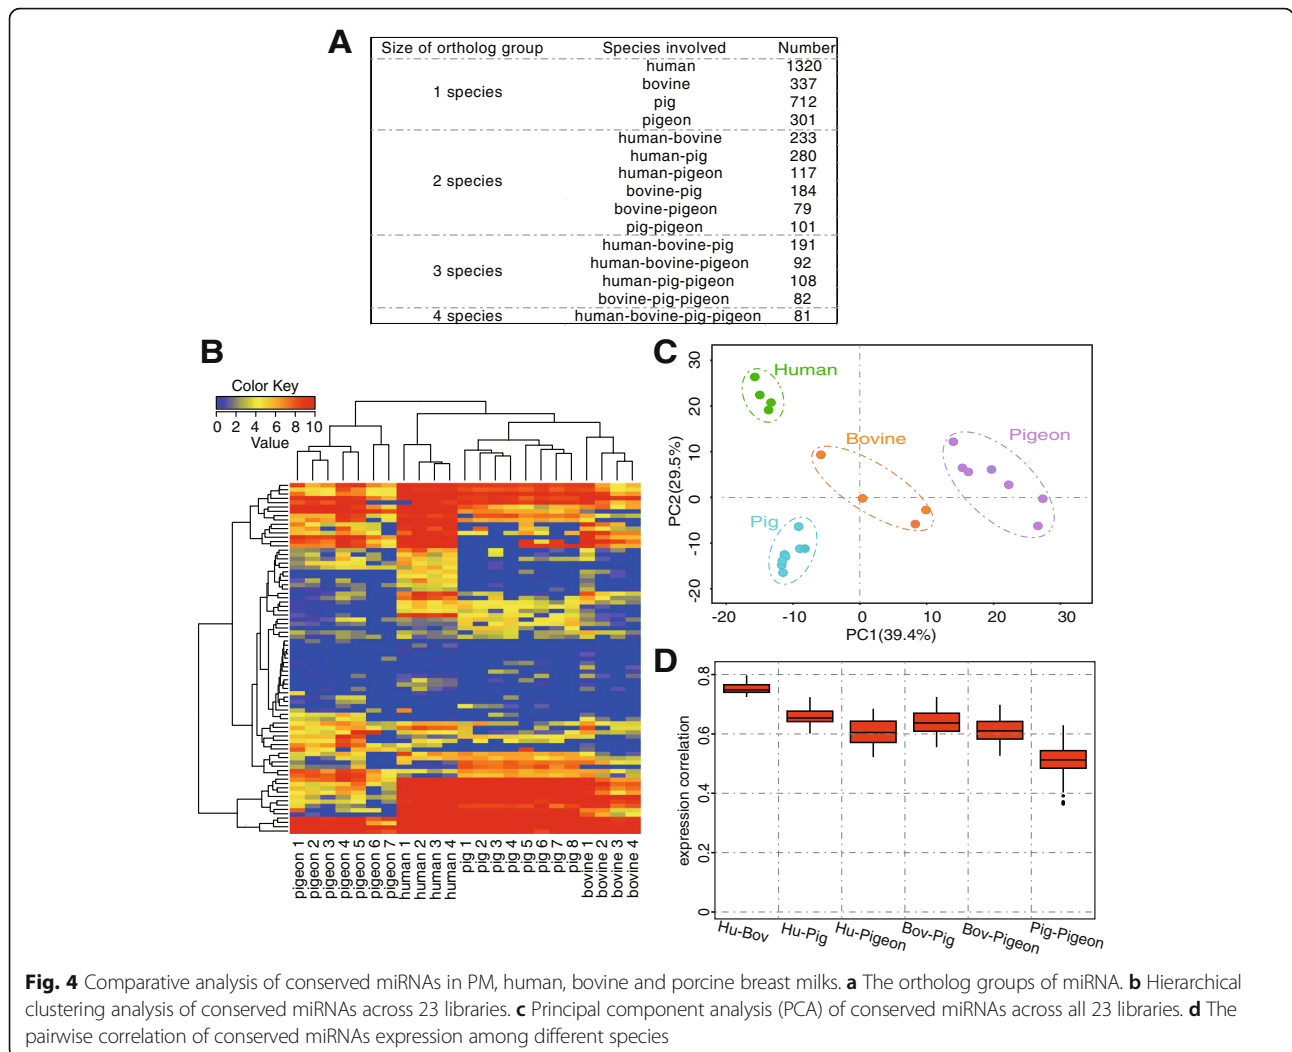 A
Size of ortholog group Species involved Number
1 species
human 1320
bovine 337
pig 712
pigeon 301
2 species
human-bovine 233
human-pig 280
human-pigeon 117
bovine-pig 184
bovine-pigeon 79
pig-pigeon 101
3 species
human-bovine-pig 191
human-bovine-pigeon 92
human-pig-pigeon 108
bovine-pig-pigeon 82
4 species human-bovine-pig-pigeon 81
B
Color Key
0 2 4 6 8 10
Value
pigeon 1
pigeon 2
pigeon 3
pigeon 4
pigeon 5
pigeon 6
pigeon 7
human 1
human 2
human 3
human 4
pig 1
pig 2
pig 3
pig 4
pig 5
pig 6
pig 7
pig 8
bovine 1
bovine 2
bovine 3
bovine 4
C
PC2(29.5%)
30
20
10
0
-10
-20
Human
Bovine
Pigeon
Pig
-20 -10 0 10 20 30
PC1(39.4%)
D
expression correlation
0.8
0.6
0.4
0.2
0
Hu-Bov
Hu-Pig
Hu-Pigeon
Bov-Pig
Bov-Pigeon
Pig-Pigeon
Fig. 4 Comparative analysis of conserved miRNAs in PM, human, bovine and porcine breast milks. a The ortholog groups of miRNA. b Hierarchical
clustering analysis of conserved miRNAs across 23 libraries. c Principal component analysis (PCA) of conserved miRNAs across all 23 libraries. d The
pairwise correlation of conserved miRNAs expression among different species